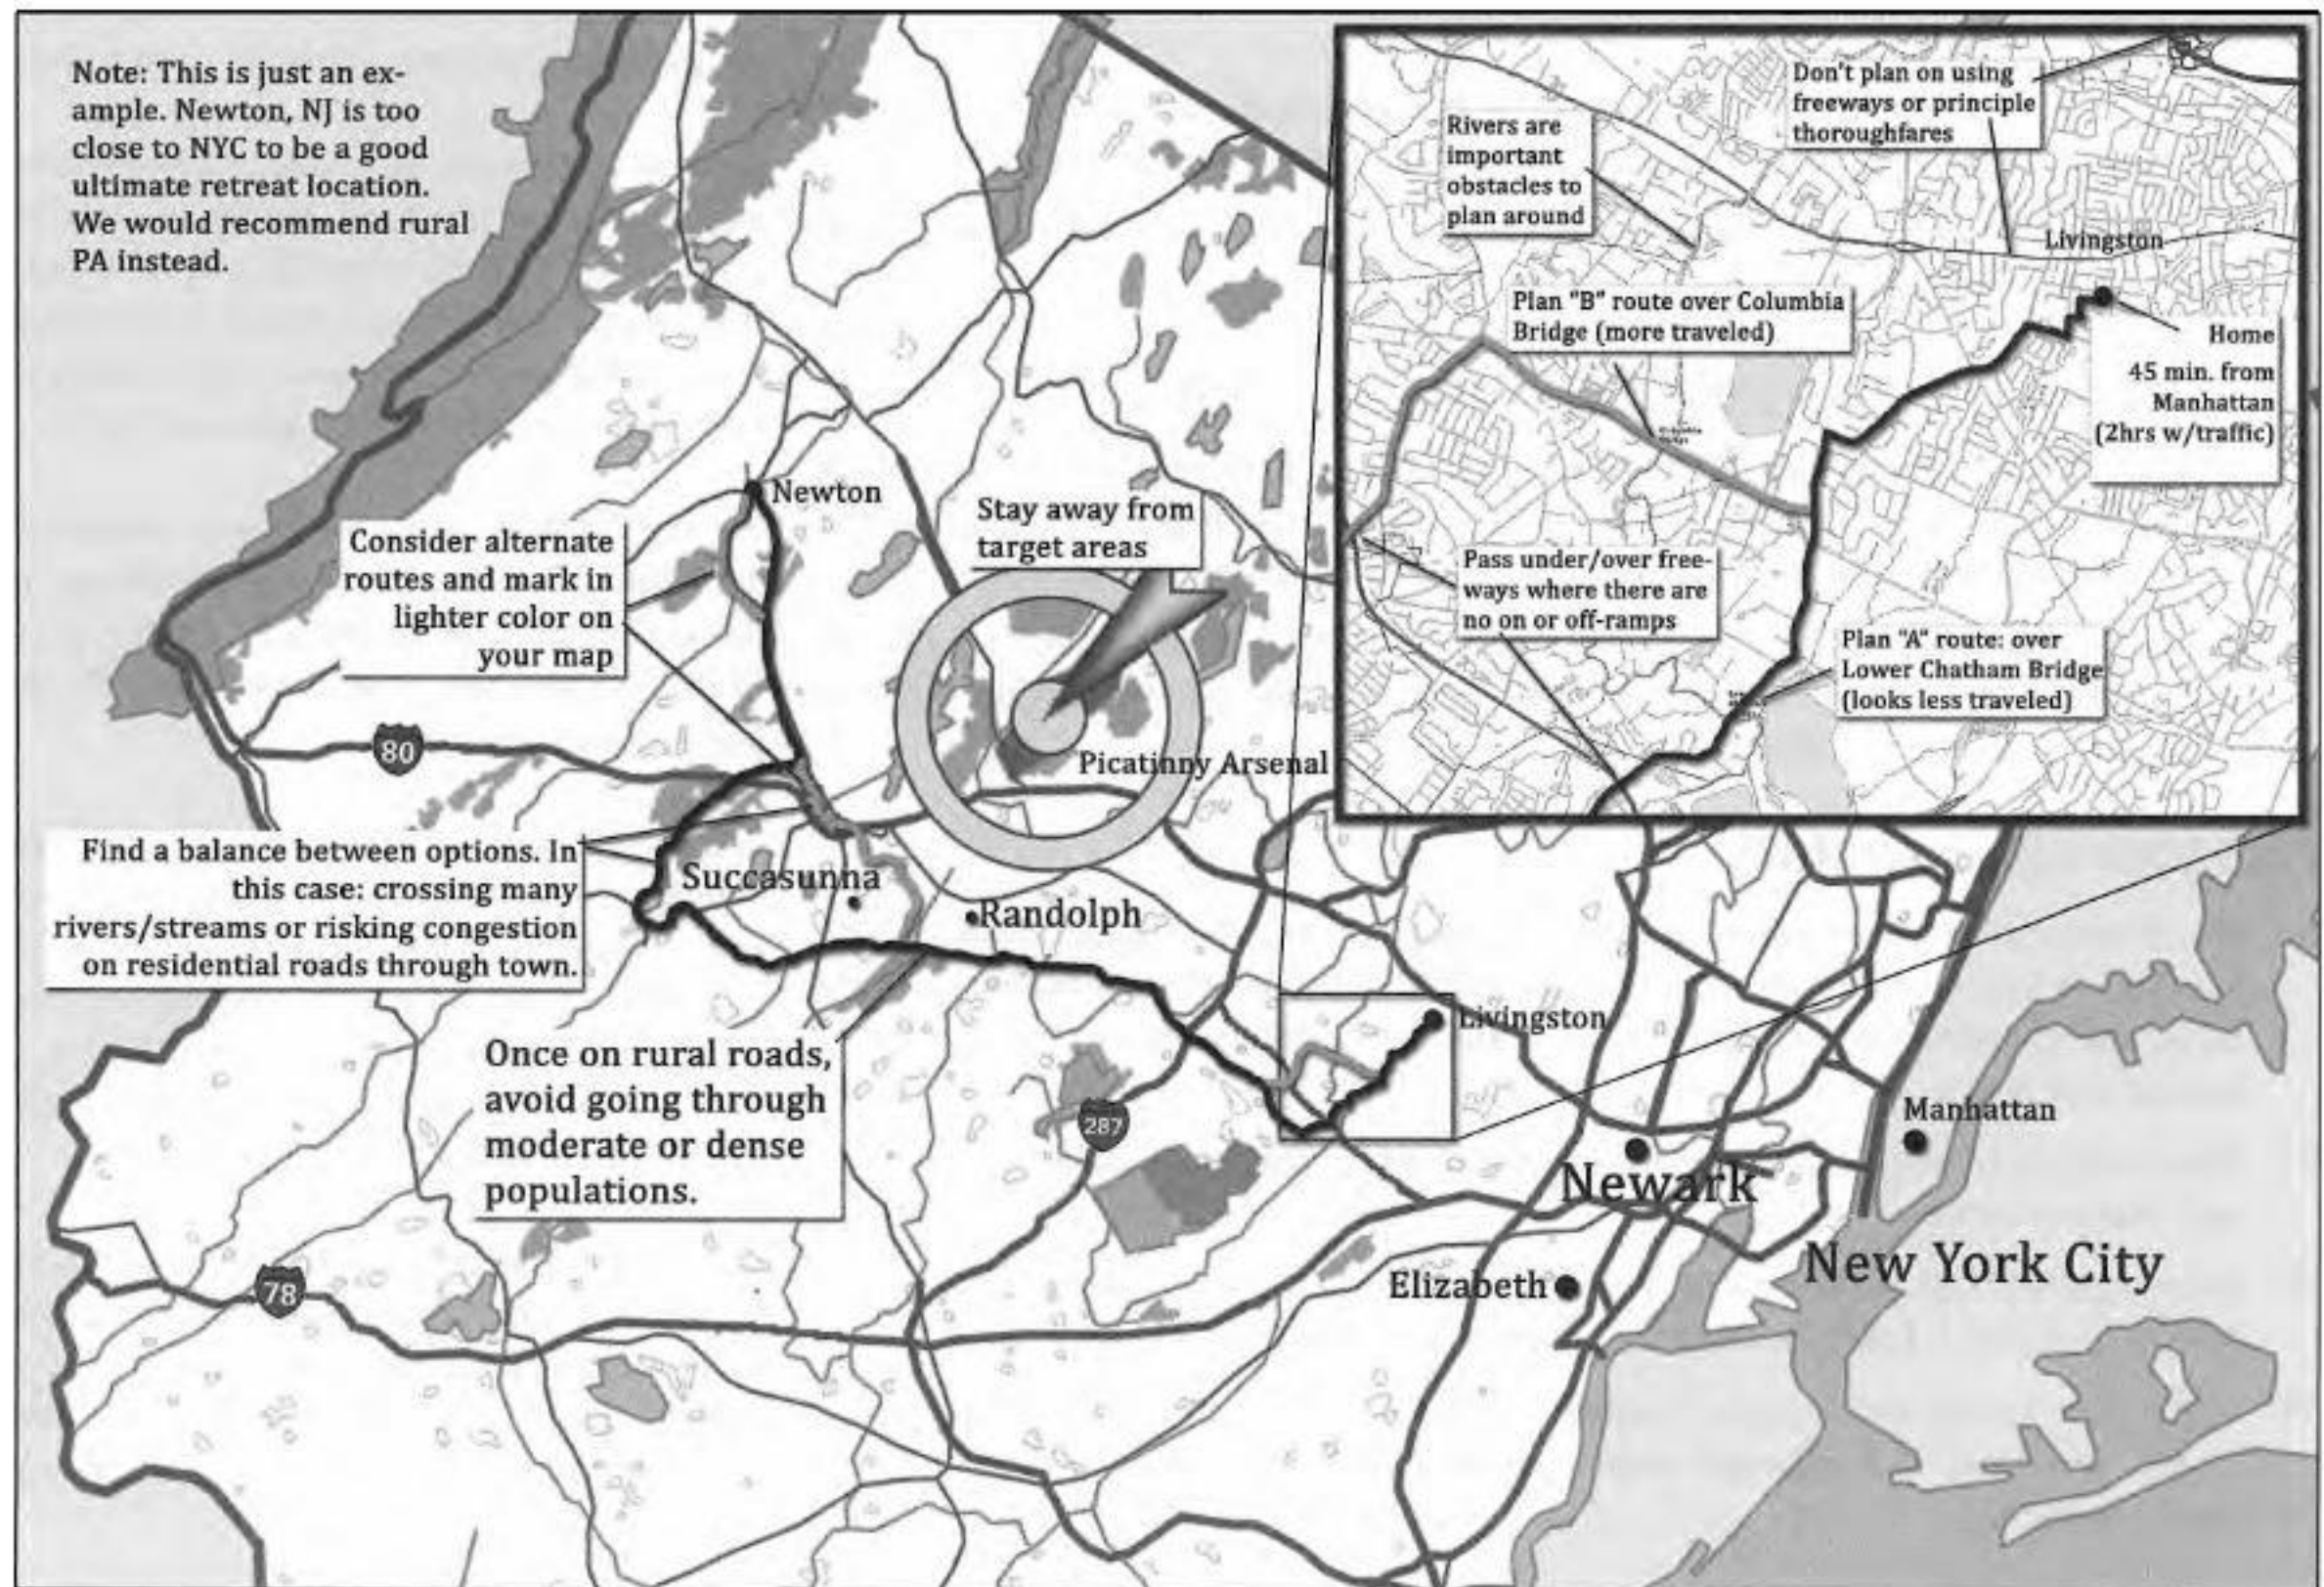 Note: This is just an ex-
ample. Newton, NJ is too
close to NYC to be a good
ultimate retreat location.
We would recommend rural
PA instead.
Don't plan on using
freeways or principle
thoroughfares
Rivers are
important
obstacles to
plan around
Livingston
Plan "B" route over Columbia
Bridge (more traveled)
Home
45 min. from
Manhattan
(2hrs w/traffic)
Pass under/over free-
ways where there are
no on or off-ramps
Plan "A" route: over
Lower Chatham Bridge
(looks less traveled)
Newton
Stay away from
target areas
Consider alternate
routes and mark in
lighter color on
your map
80
Picatinny Arsenal
Find a balance between options. In
this case: crossing many
rivers/streams or risking congestion
on residential roads through town.
Succasunna
Randolph
Livingston
Once on rural roads,
avoid going through
moderate or dense
populations.
287
Manhattan
Newark
New York City
Elizabeth
78